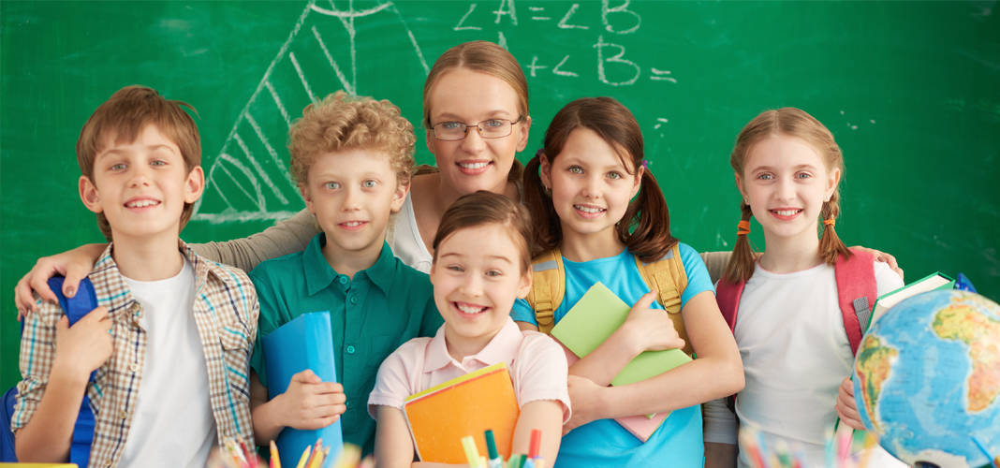 ∠A = ∠B
+ ∠B =